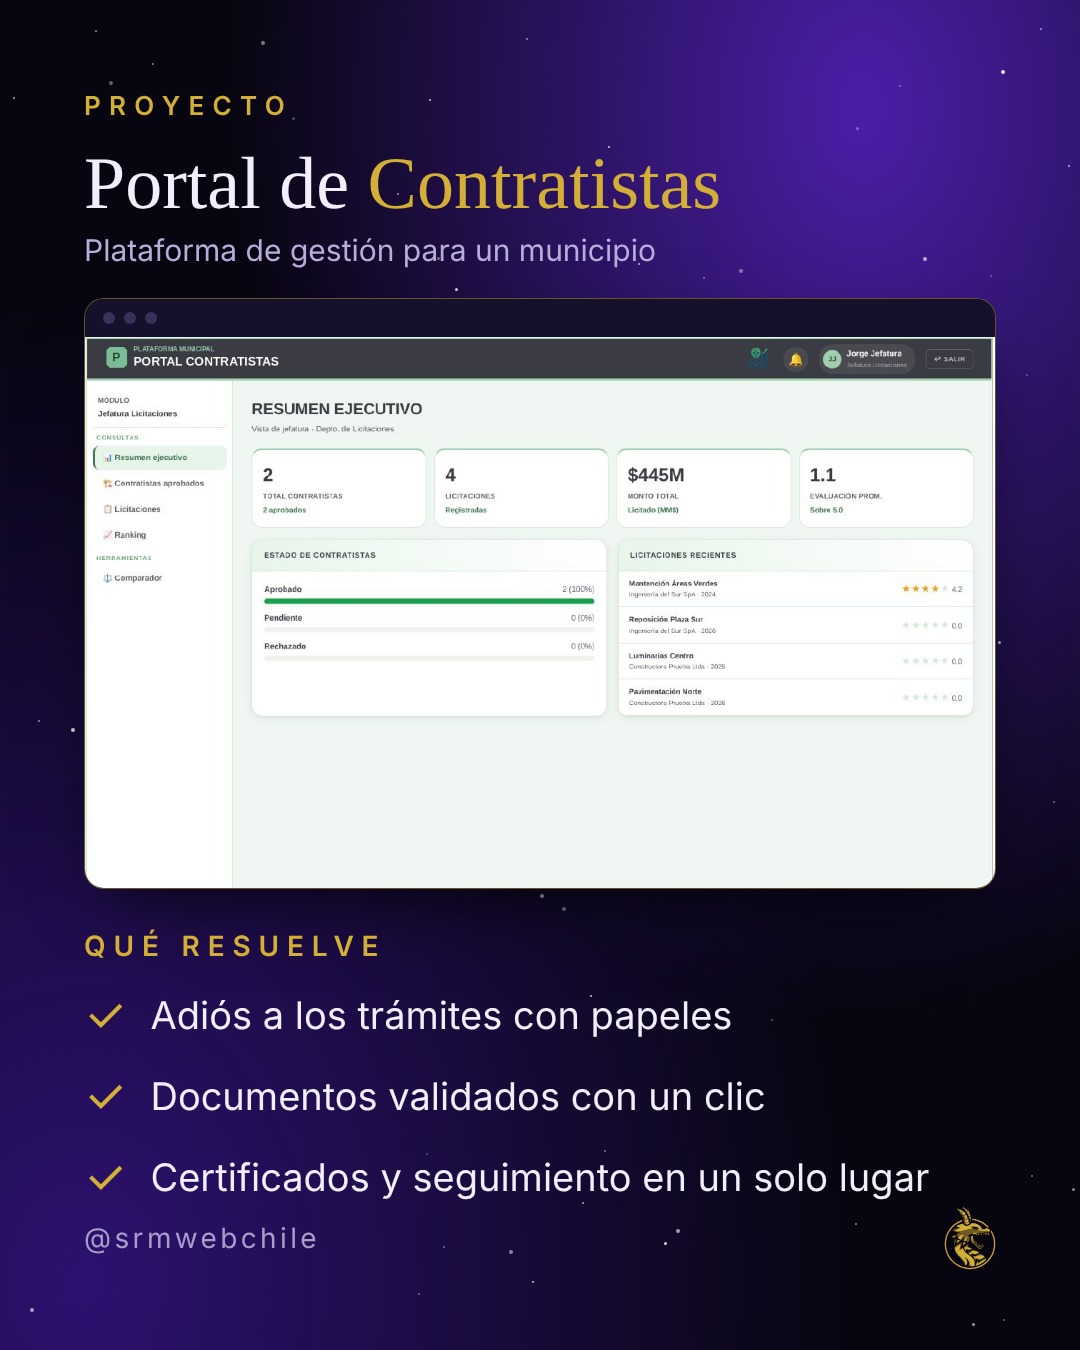 PROYECTO
Portal de Contratistas
Plataforma de gestión para un municipio
P
PLATAFORMA MUNICIPAL
PORTAL CONTRATISTAS
JJ
Jorge Jefatura
Jefatura Licitaciones
SALIR
MÓDULO
Jefatura Licitaciones
CONSULTAS
Resumen ejecutivo
Contratistas aprobados
Licitaciones
Ranking
HERRAMIENTAS
Comparador
RESUMEN EJECUTIVO
Vista de jefatura · Depto. de Licitaciones
2
TOTAL CONTRATISTAS
2 aprobados
4
LICITACIONES
Registradas
$445M
MONTO TOTAL
Licitado (MM$)
1.1
EVALUACIÓN PROM.
Sobre 5.0
ESTADO DE CONTRATISTAS
Aprobado 2 (100%)
Pendiente 0 (0%)
Rechazado 0 (0%)
LICITACIONES RECIENTES
Mantención Áreas Verdes
Ingeniería del Sur SpA · 2024
★★★★★ 4.2
Reposición Plaza Sur
Ingeniería del Sur SpA · 2026
★★★★★ 0.0
Luminarias Centro
Constructora Prueba Ltda · 2025
★★★★★ 0.0
Pavimentación Norte
Constructora Prueba Ltda · 2026
★★★★★ 0.0
QUÉ RESUELVE
Adiós a los trámites con papeles
Documentos validados con un clic
Certificados y seguimiento en un solo lugar
@srmwebchile